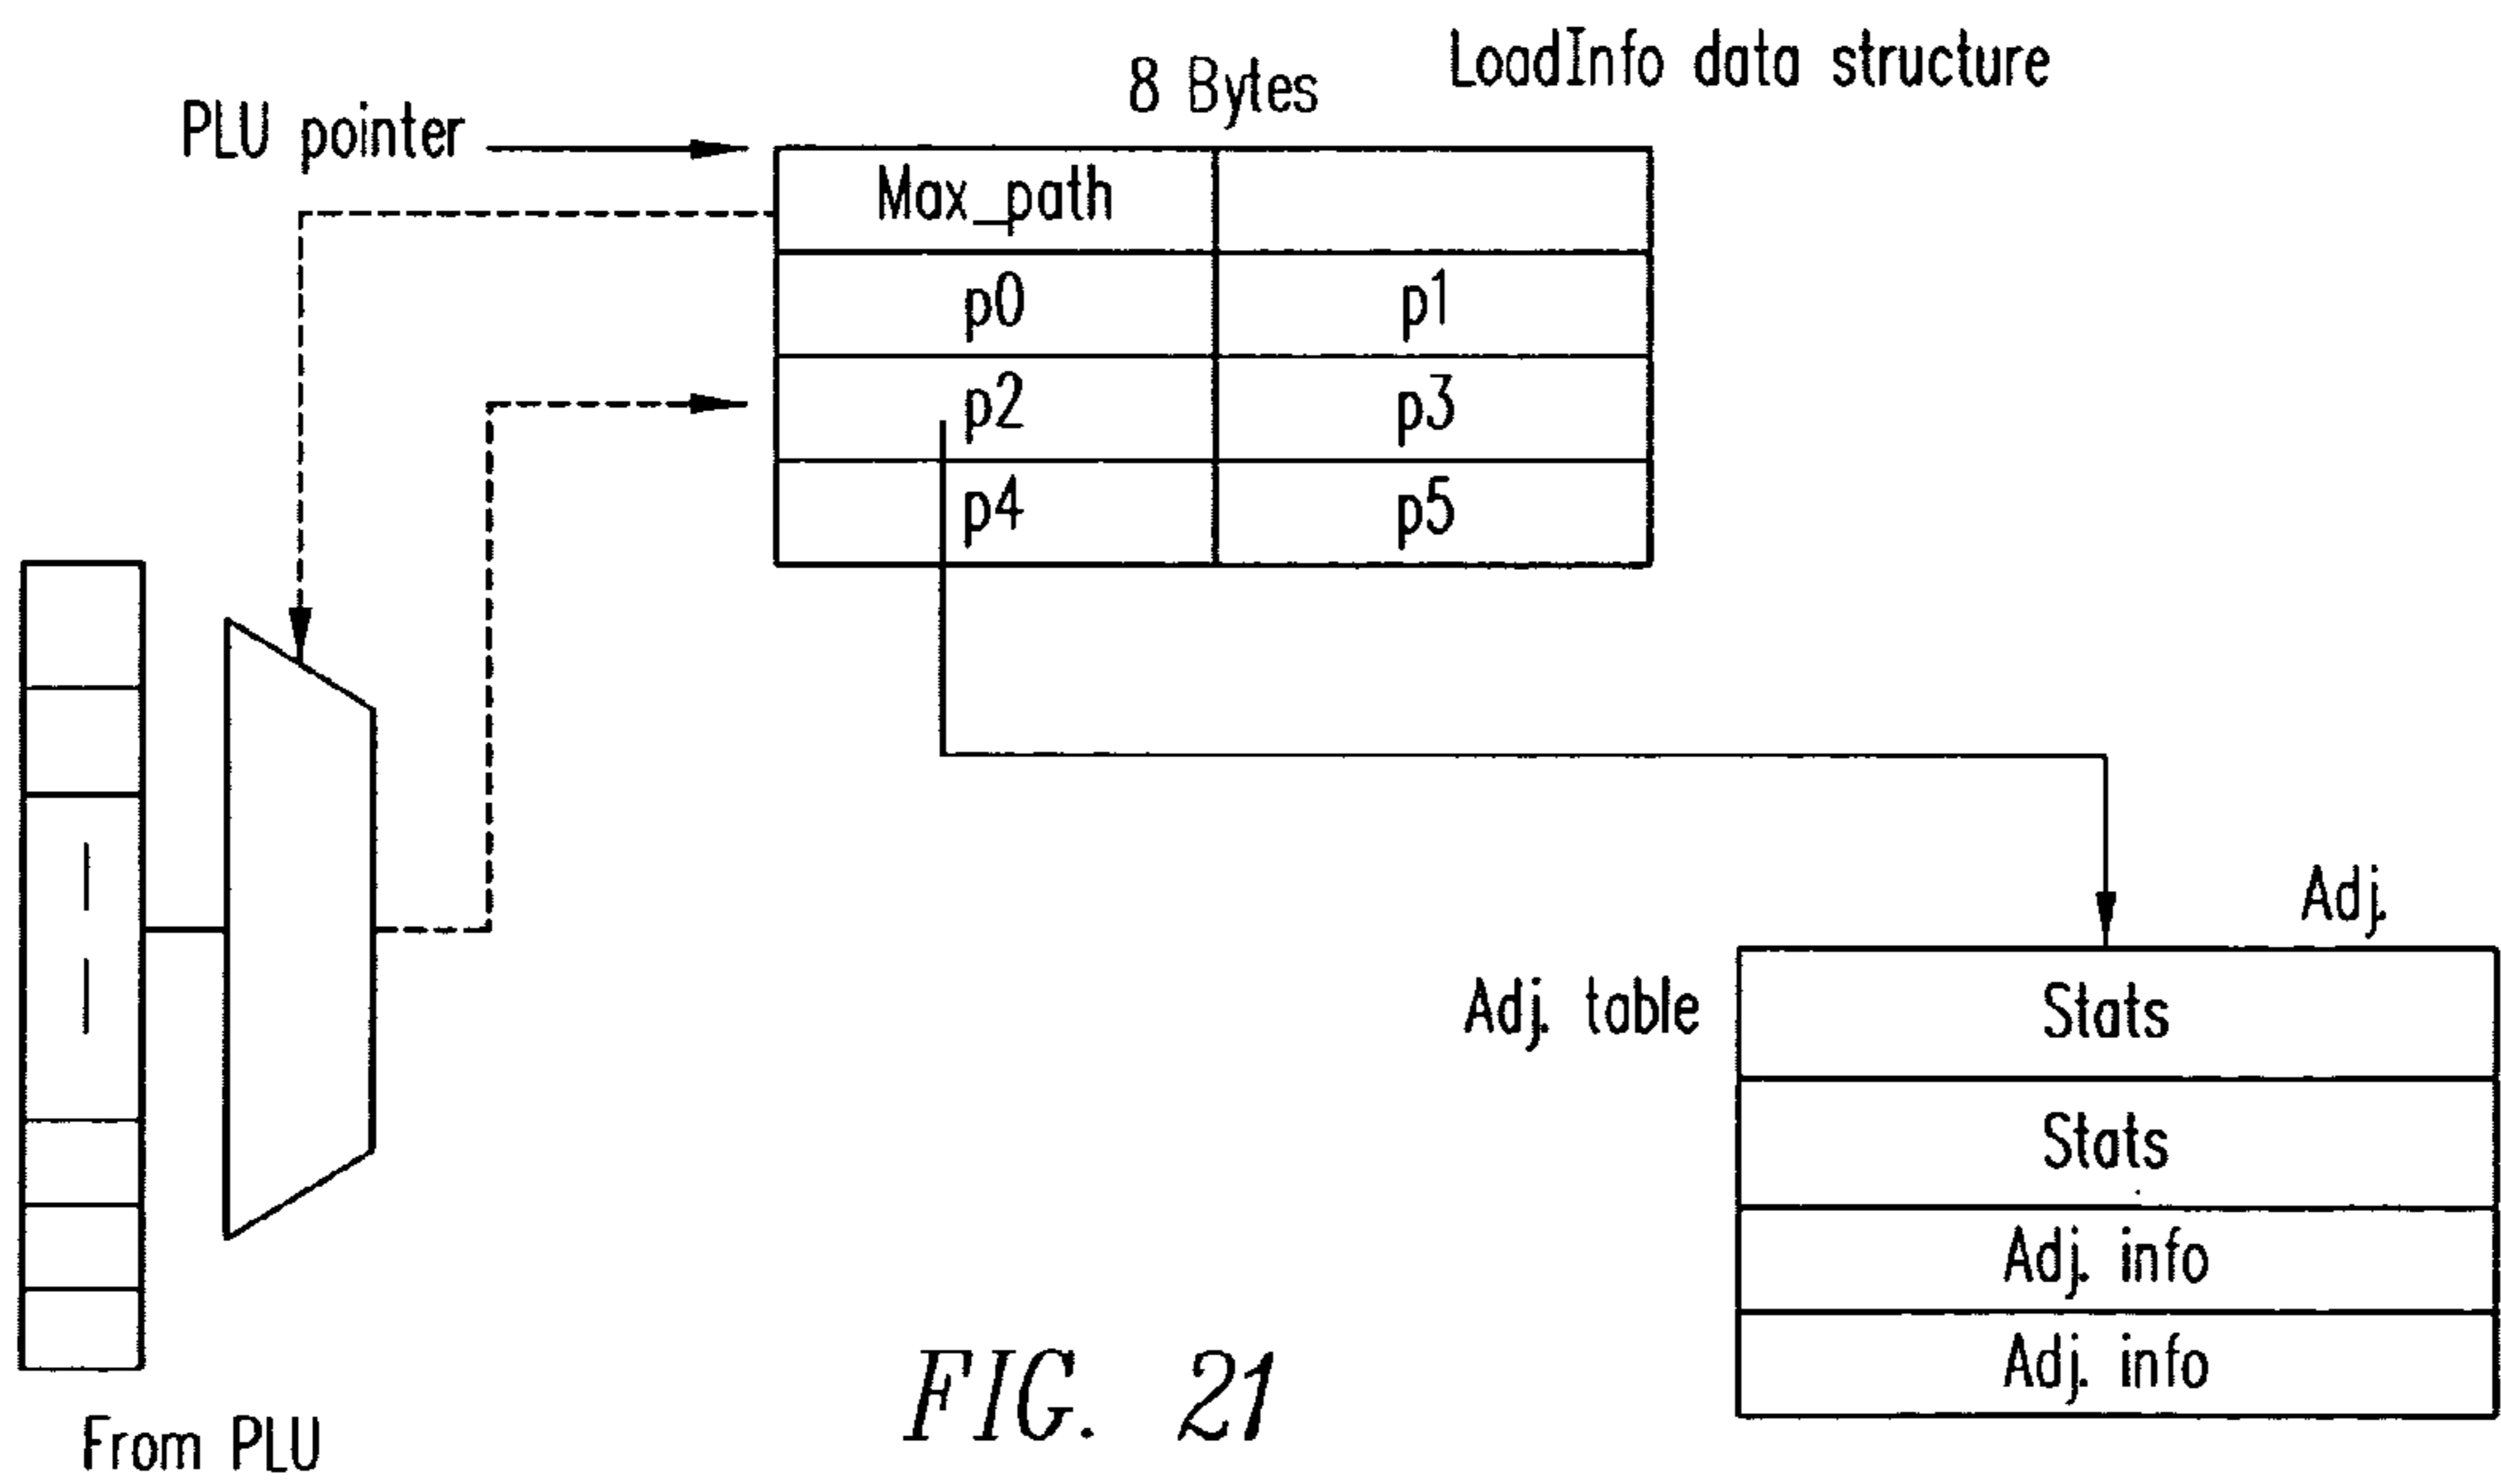 LoadInfo data structure
8 Bytes
PLU pointer
Max_path
p0 p1
p2 p3
p4 p5
Adj.
Adj. table
Stats
Stats
Adj. info
Adj. info
From PLU
FIG. 21